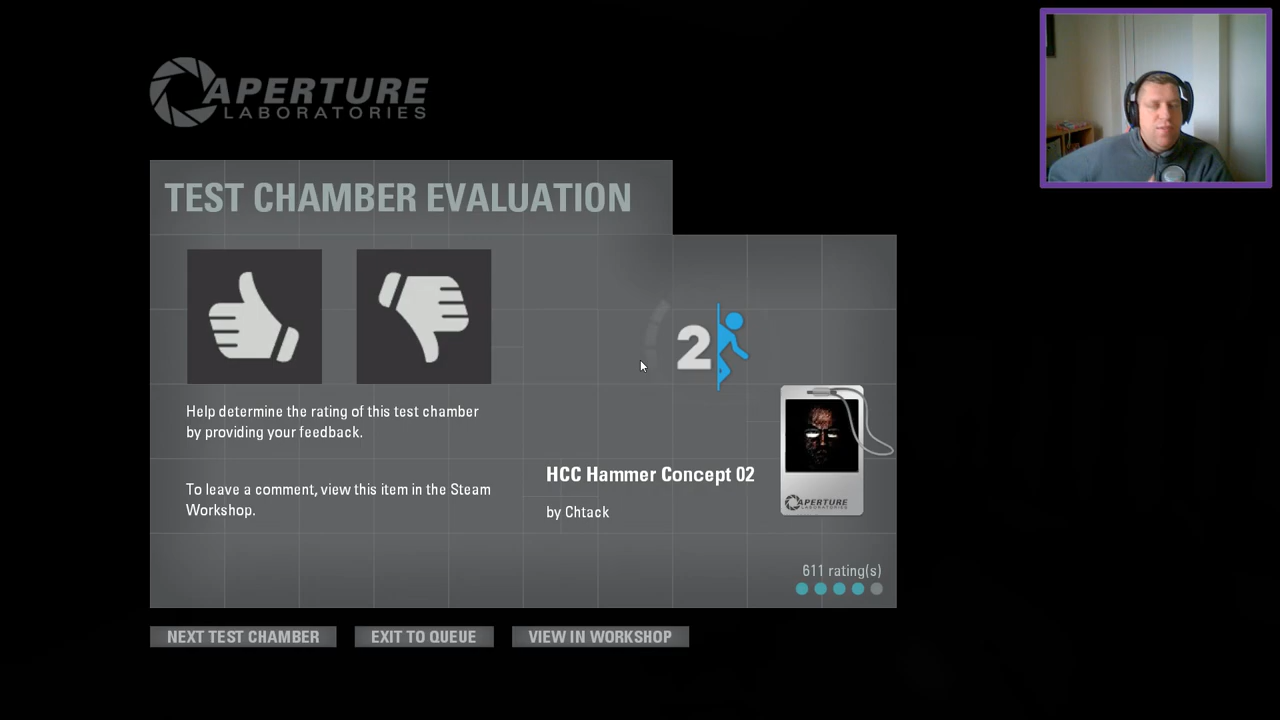 APERTURE
LABORATORIES
TEST CHAMBER EVALUATION
2
Help determine the rating of this test chamber
by providing your feedback.
To leave a comment, view this item in the Steam
Workshop.
HCC Hammer Concept 02
by Chtack
APERTURE
LABORATORIES
611 rating(s)
NEXT TEST CHAMBER
EXIT TO QUEUE
VIEW IN WORKSHOP